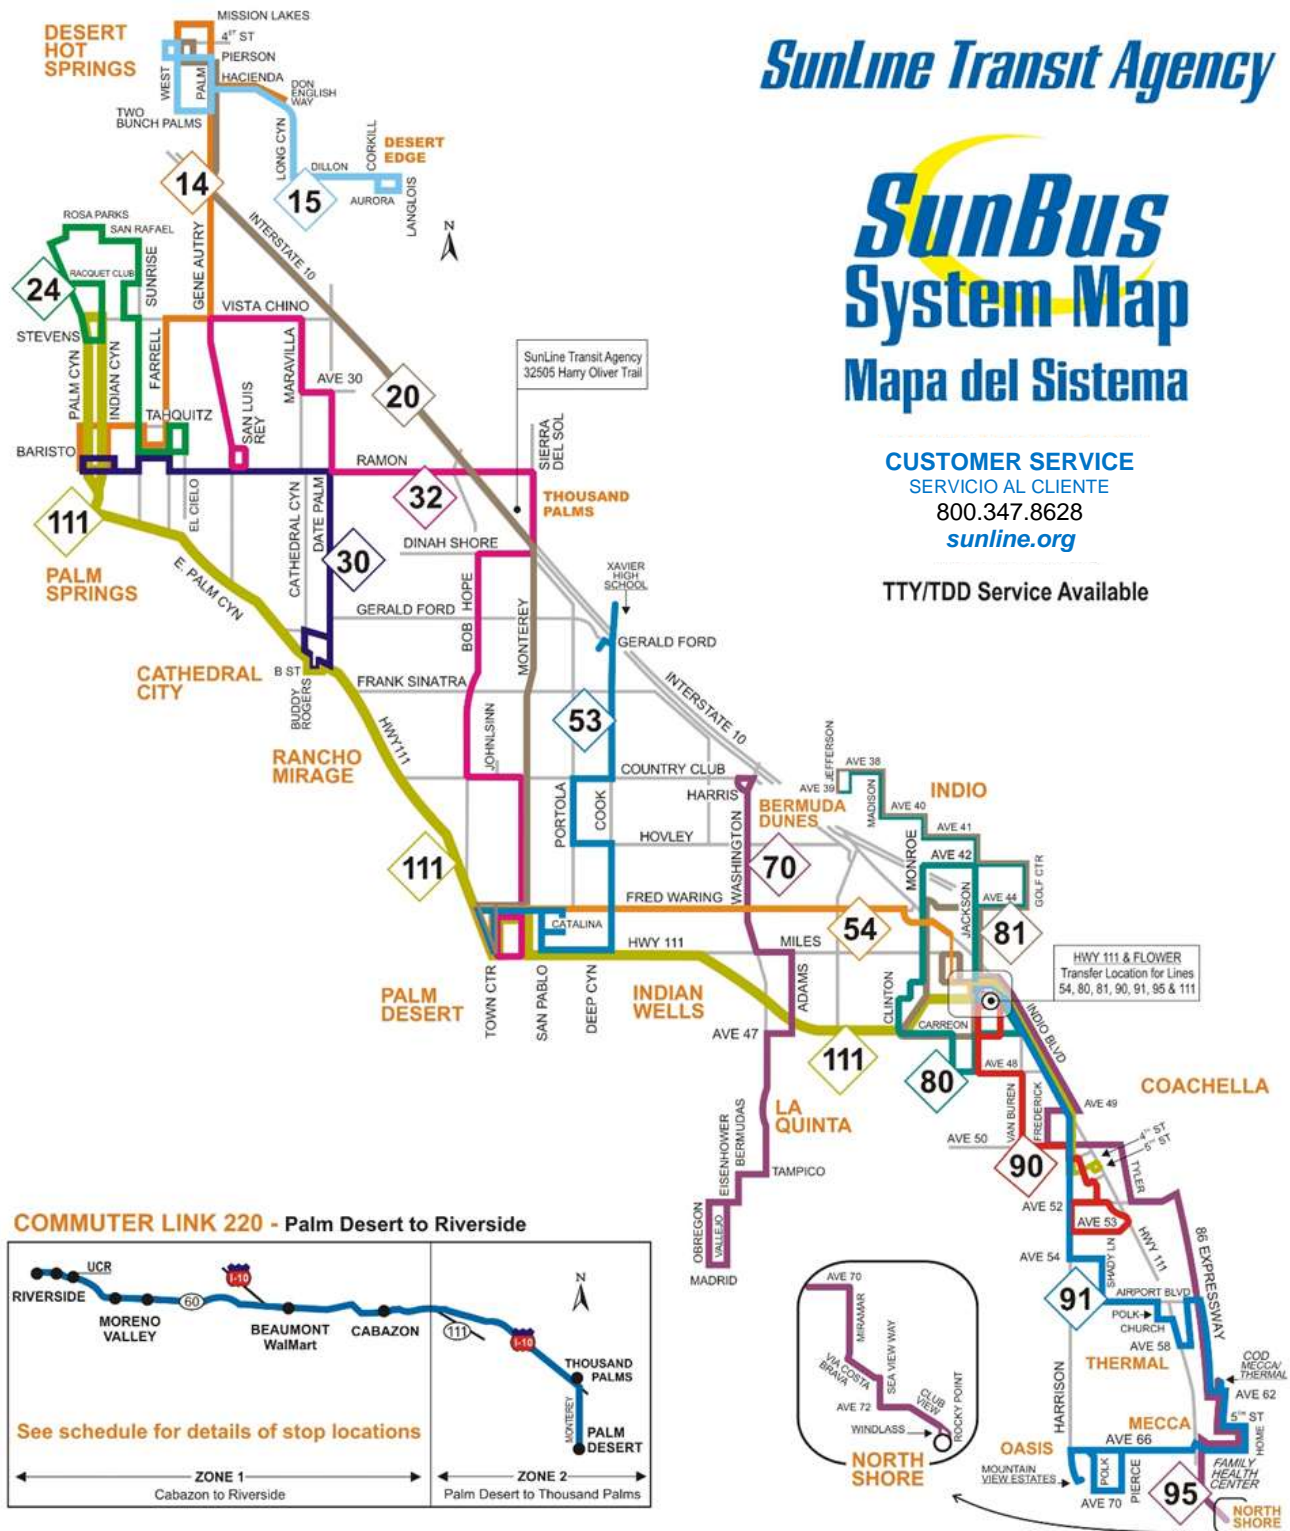 SunLine Transit Agency
SunBus
System Map
Mapa del Sistema
CUSTOMER SERVICE
SERVICIO AL CLIENTE
800.347.8628
sunline.org
TTY/TDD Service Available
DESERT
HOT
SPRINGS
MISSION LAKES
4ST ST
PIERSON
HACIENDA
WEST
PALM
DON
ENGLISH
WAY
TWO
BUNCH PALMS
LONG CYN
DILLON
CORKILL
DESERT
EDGE
AURORA
LANGLOIS
14
15
N
ROSA PARKS
SAN RAFAEL
RACQUET CLUB
SUNRISE
GENE AUTRY
INTERSTATE 10
24
VISTA CHINO
STEVENS
PALM CYN
INDIAN CYN
FARRELL
MARAVILLA
AVE 30
20
SunLine Transit Agency
32505 Harry Oliver Trail
TAHQUITZ
SAN LUIS
REY
BARISTO
RAMON
SIERRA
DEL SOL
32
THOUSAND
PALMS
111
EL CIELO
CATHEDRAL CYN
DATE PALM
30
DINAH SHORE
PALM
SPRINGS
E. PALM CYN
XAVIER
HIGH
SCHOOL
GERALD FORD
BOB HOPE
MONTEREY
GERALD FORD
CATHEDRAL
CITY
B ST
BUDDY
ROGERS
FRANK SINATRA
INTERSTATE 10
HWY111
JOHNLSINN
53
RANCHO
MIRAGE
COUNTRY CLUB
HARRIS
PORTOLA
COOK
BERMUDA
DUNES
JEFFERSON
AVE 38
AVE 39
MADISON
INDIO
AVE 40
AVE 41
HOVLEY
WASHINGTON
70
MONROE
AVE 42
111
JACKSON
AVE 44
GOLF CTR
FRED WARING
54
81
CATALINA
HWY 111
MILES
HWY 111 & FLOWER
Transfer Location for Lines
54, 80, 81, 90, 91, 95 & 111
PALM
DESERT
TOWN CTR
SAN PABLO
DEEP CYN
INDIAN
WELLS
ADAMS
CLINTON
CARREON
INDIO BLVD
AVE 47
111
80
AVE 48
COACHELLA
LA
QUINTA
VAN BUREN
FREDERICK
AVE 49
EISENHOWER
BERMUDAS
AVE 50
4TH ST
5TH ST
90
TAMPICO
TYLER
OBREGON
VALLEJO
MADRID
AVE 52
AVE 53
AVE 54
SHADY LN
HWY 111
86 EXPRESSWAY
91
AIRPORT BLVD
POLK
CHURCH
AVE 58
THERMAL
HARRISON
COD
MECCA/
THERMAL
AVE 62
5TH ST
MECCA
AVE 66
HOME
OASIS
MOUNTAIN
VIEW ESTATES
POLK
PIERCE
AVE 70
FAMILY
HEALTH
CENTER
95
NORTH
SHORE
AVE 70
MIRAMAR
VIA COSTA
BRAVA
SEA VIEW WAY
AVE 72
CLUB
VIEW
WINDLASS
ROCKY POINT
NORTH
SHORE
COMMUTER LINK 220 - Palm Desert to Riverside
UCR
RIVERSIDE
MORENO
VALLEY
60
I-10
BEAUMONT
WalMart
CABAZON
111
I-10
N
THOUSAND
PALMS
MONTEREY
PALM
DESERT
See schedule for details of stop locations
ZONE 1
Cabazon to Riverside
ZONE 2
Palm Desert to Thousand Palms